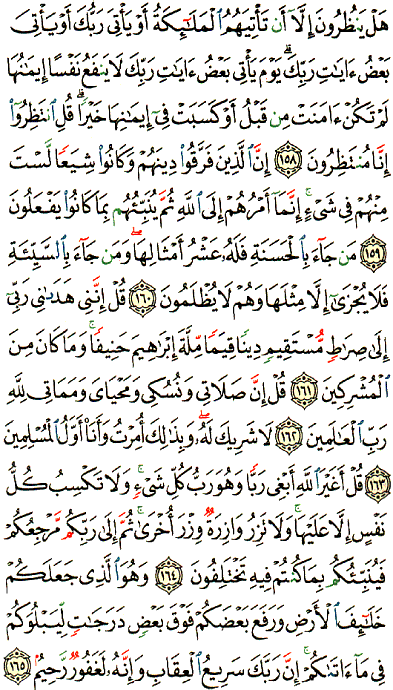 هَلْ يَنظُرُونَ إِلَّا أَن تَأْتِيَهُمُ ٱلْمَلَٰٓئِكَةُ أَوْ يَأْتِىَ رَبُّكَ أَوْ يَأْتِىَ
بَعْضُ ءَايَٰتِ رَبِّكَ ۗ يَوْمَ يَأْتِى بَعْضُ ءَايَٰتِ رَبِّكَ لَا يَنفَعُ نَفْسًا إِيمَٰنُهَا
لَمْ تَكُنْ ءَامَنَتْ مِن قَبْلُ أَوْ كَسَبَتْ فِىٓ إِيمَٰنِهَا خَيْرًا ۗ قُلِ ٱنتَظِرُوٓا۟
إِنَّا مُنتَظِرُونَ ١٥٨ إِنَّ ٱلَّذِينَ فَرَّقُوا۟ دِينَهُمْ وَكَانُوا۟ شِيَعًا لَّسْتَ
مِنْهُمْ فِى شَىْءٍ ۚ إِنَّمَآ أَمْرُهُمْ إِلَى ٱللَّهِ ثُمَّ يُنَبِّئُهُم بِمَا كَانُوا۟ يَفْعَلُونَ
١٥٩ مَن جَآءَ بِٱلْحَسَنَةِ فَلَهُۥ عَشْرُ أَمْثَالِهَا ۖ وَمَن جَآءَ بِٱلسَّيِّئَةِ
فَلَا يُجْزَىٰٓ إِلَّا مِثْلَهَا وَهُمْ لَا يُظْلَمُونَ ١٦٠ قُلْ إِنَّنِى هَدَىٰنِى رَبِّىٓ
إِلَىٰ صِرَٰطٍ مُّسْتَقِيمٍ دِينًا قِيَمًا مِّلَّةَ إِبْرَٰهِيمَ حَنِيفًا ۚ وَمَا كَانَ مِنَ
ٱلْمُشْرِكِينَ ١٦١ قُلْ إِنَّ صَلَاتِى وَنُسُكِى وَمَحْيَاىَ وَمَمَاتِى لِلَّهِ
رَبِّ ٱلْعَٰلَمِينَ ١٦٢ لَا شَرِيكَ لَهُۥ ۖ وَبِذَٰلِكَ أُمِرْتُ وَأَنَا۠ أَوَّلُ ٱلْمُسْلِمِينَ
١٦٣ قُلْ أَغَيْرَ ٱللَّهِ أَبْغِى رَبًّا وَهُوَ رَبُّ كُلِّ شَىْءٍ ۚ وَلَا تَكْسِبُ كُلُّ
نَفْسٍ إِلَّا عَلَيْهَا ۚ وَلَا تَزِرُ وَازِرَةٌ وِزْرَ أُخْرَىٰ ۚ ثُمَّ إِلَىٰ رَبِّكُم مَّرْجِعُكُمْ
فَيُنَبِّئُكُم بِمَا كُنتُمْ فِيهِ تَخْتَلِفُونَ ١٦٤ وَهُوَ ٱلَّذِى جَعَلَكُمْ
خَلَٰٓئِفَ ٱلْأَرْضِ وَرَفَعَ بَعْضَكُمْ فَوْقَ بَعْضٍ دَرَجَٰتٍ لِّيَبْلُوَكُمْ
فِى مَآ ءَاتَىٰكُمْ ۗ إِنَّ رَبَّكَ سَرِيعُ ٱلْعِقَابِ وَإِنَّهُۥ لَغَفُورٌ رَّحِيمٌۢ ١٦٥